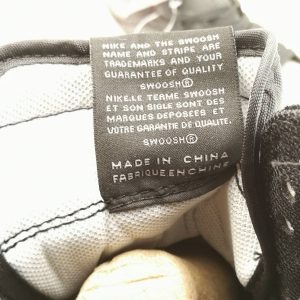 NIKE AND THE SWOOSH
NAME AND STRIPE ARE
TRADEMARKS AND YOUR
GUARANTEE OF QUALITY
SWOOSH®
NIKE.LE TERME SWOOSH
ET SON SIGLE SONT DES
MARQUES DEPOSEES ET
VOTRE GARANTIE DE QUALITE.
SWOOSH®
MADE IN CHINA
FABRIQUE EN CHINE